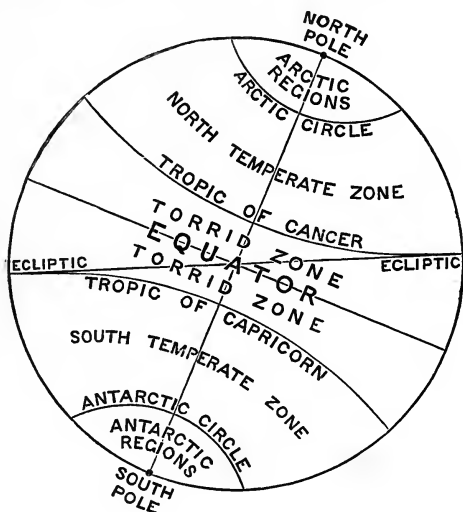 NORTH
POLE
ARCTIC
REGIONS
ARCTIC CIRCLE
NORTH TEMPERATE ZONE
TROPIC OF CANCER
TORRID ZONE
EQUATOR
ECLIPTIC
ECLIPTIC
TORRID ZONE
TROPIC OF CAPRICORN
SOUTH TEMPERATE ZONE
ANTARCTIC CIRCLE
ANTARCTIC
REGIONS
SOUTH
POLE